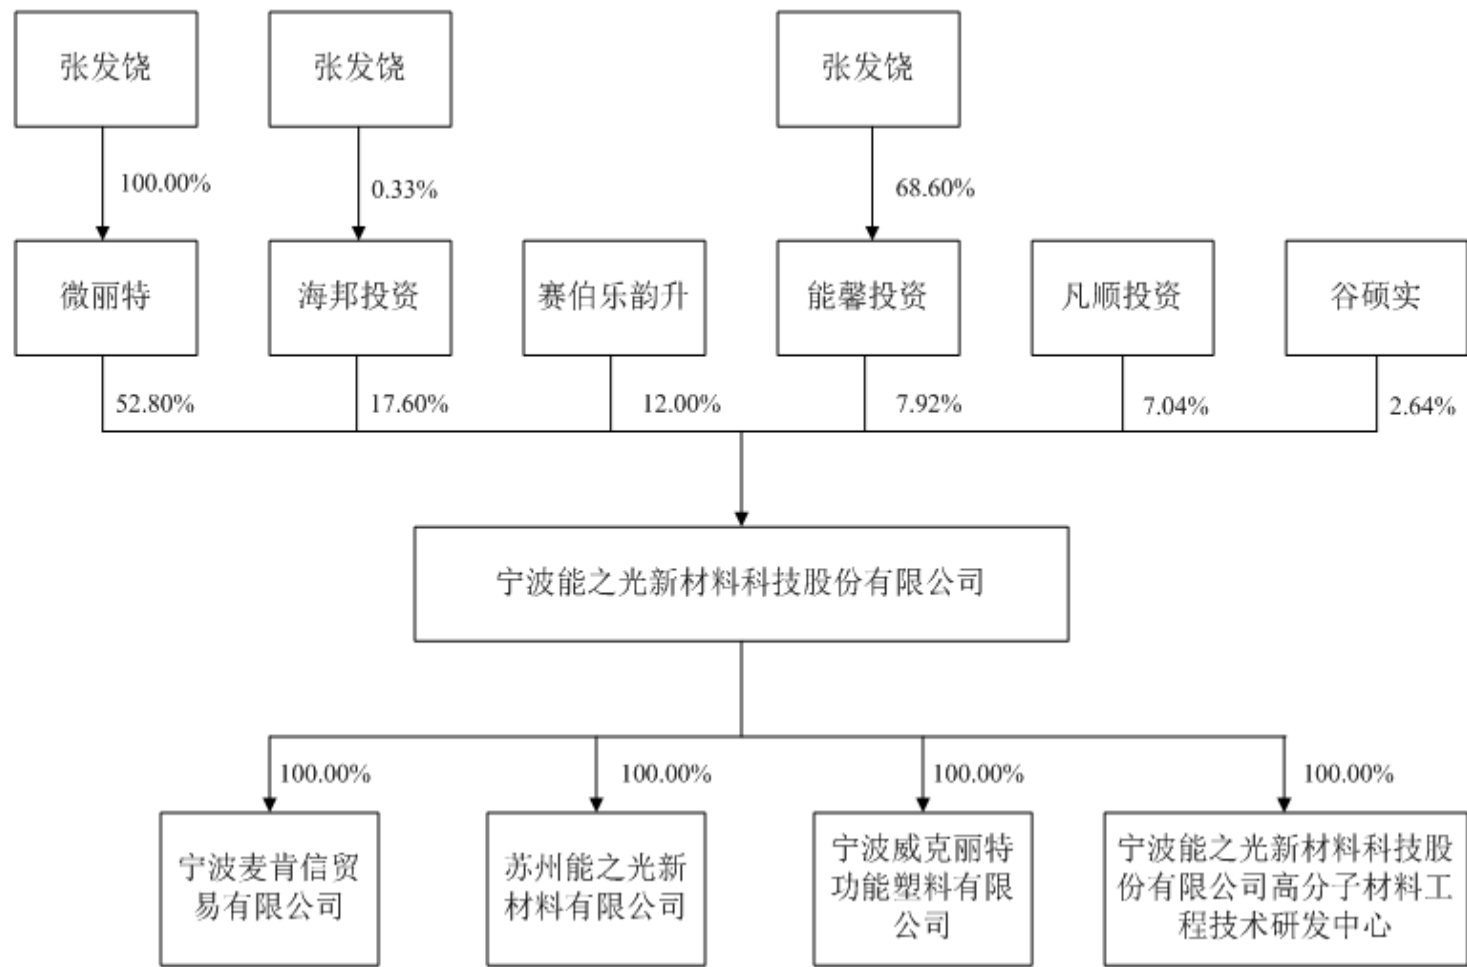 张发饶
张发饶
张发饶
100.00%
0.33%
68.60%
微丽特
海邦投资
赛伯乐韵升
能馨投资
凡顺投资
谷硕实
52.80%
17.60%
12.00%
7.92%
7.04%
2.64%
宁波能之光新材料科技股份有限公司
100.00%
100.00%
100.00%
100.00%
宁波麦肯信贸
易有限公司
苏州能之光新
材料有限公司
宁波威克丽特
功能塑料有限
公司
宁波能之光新材料科技股
份有限公司高分子材料工
程技术研发中心